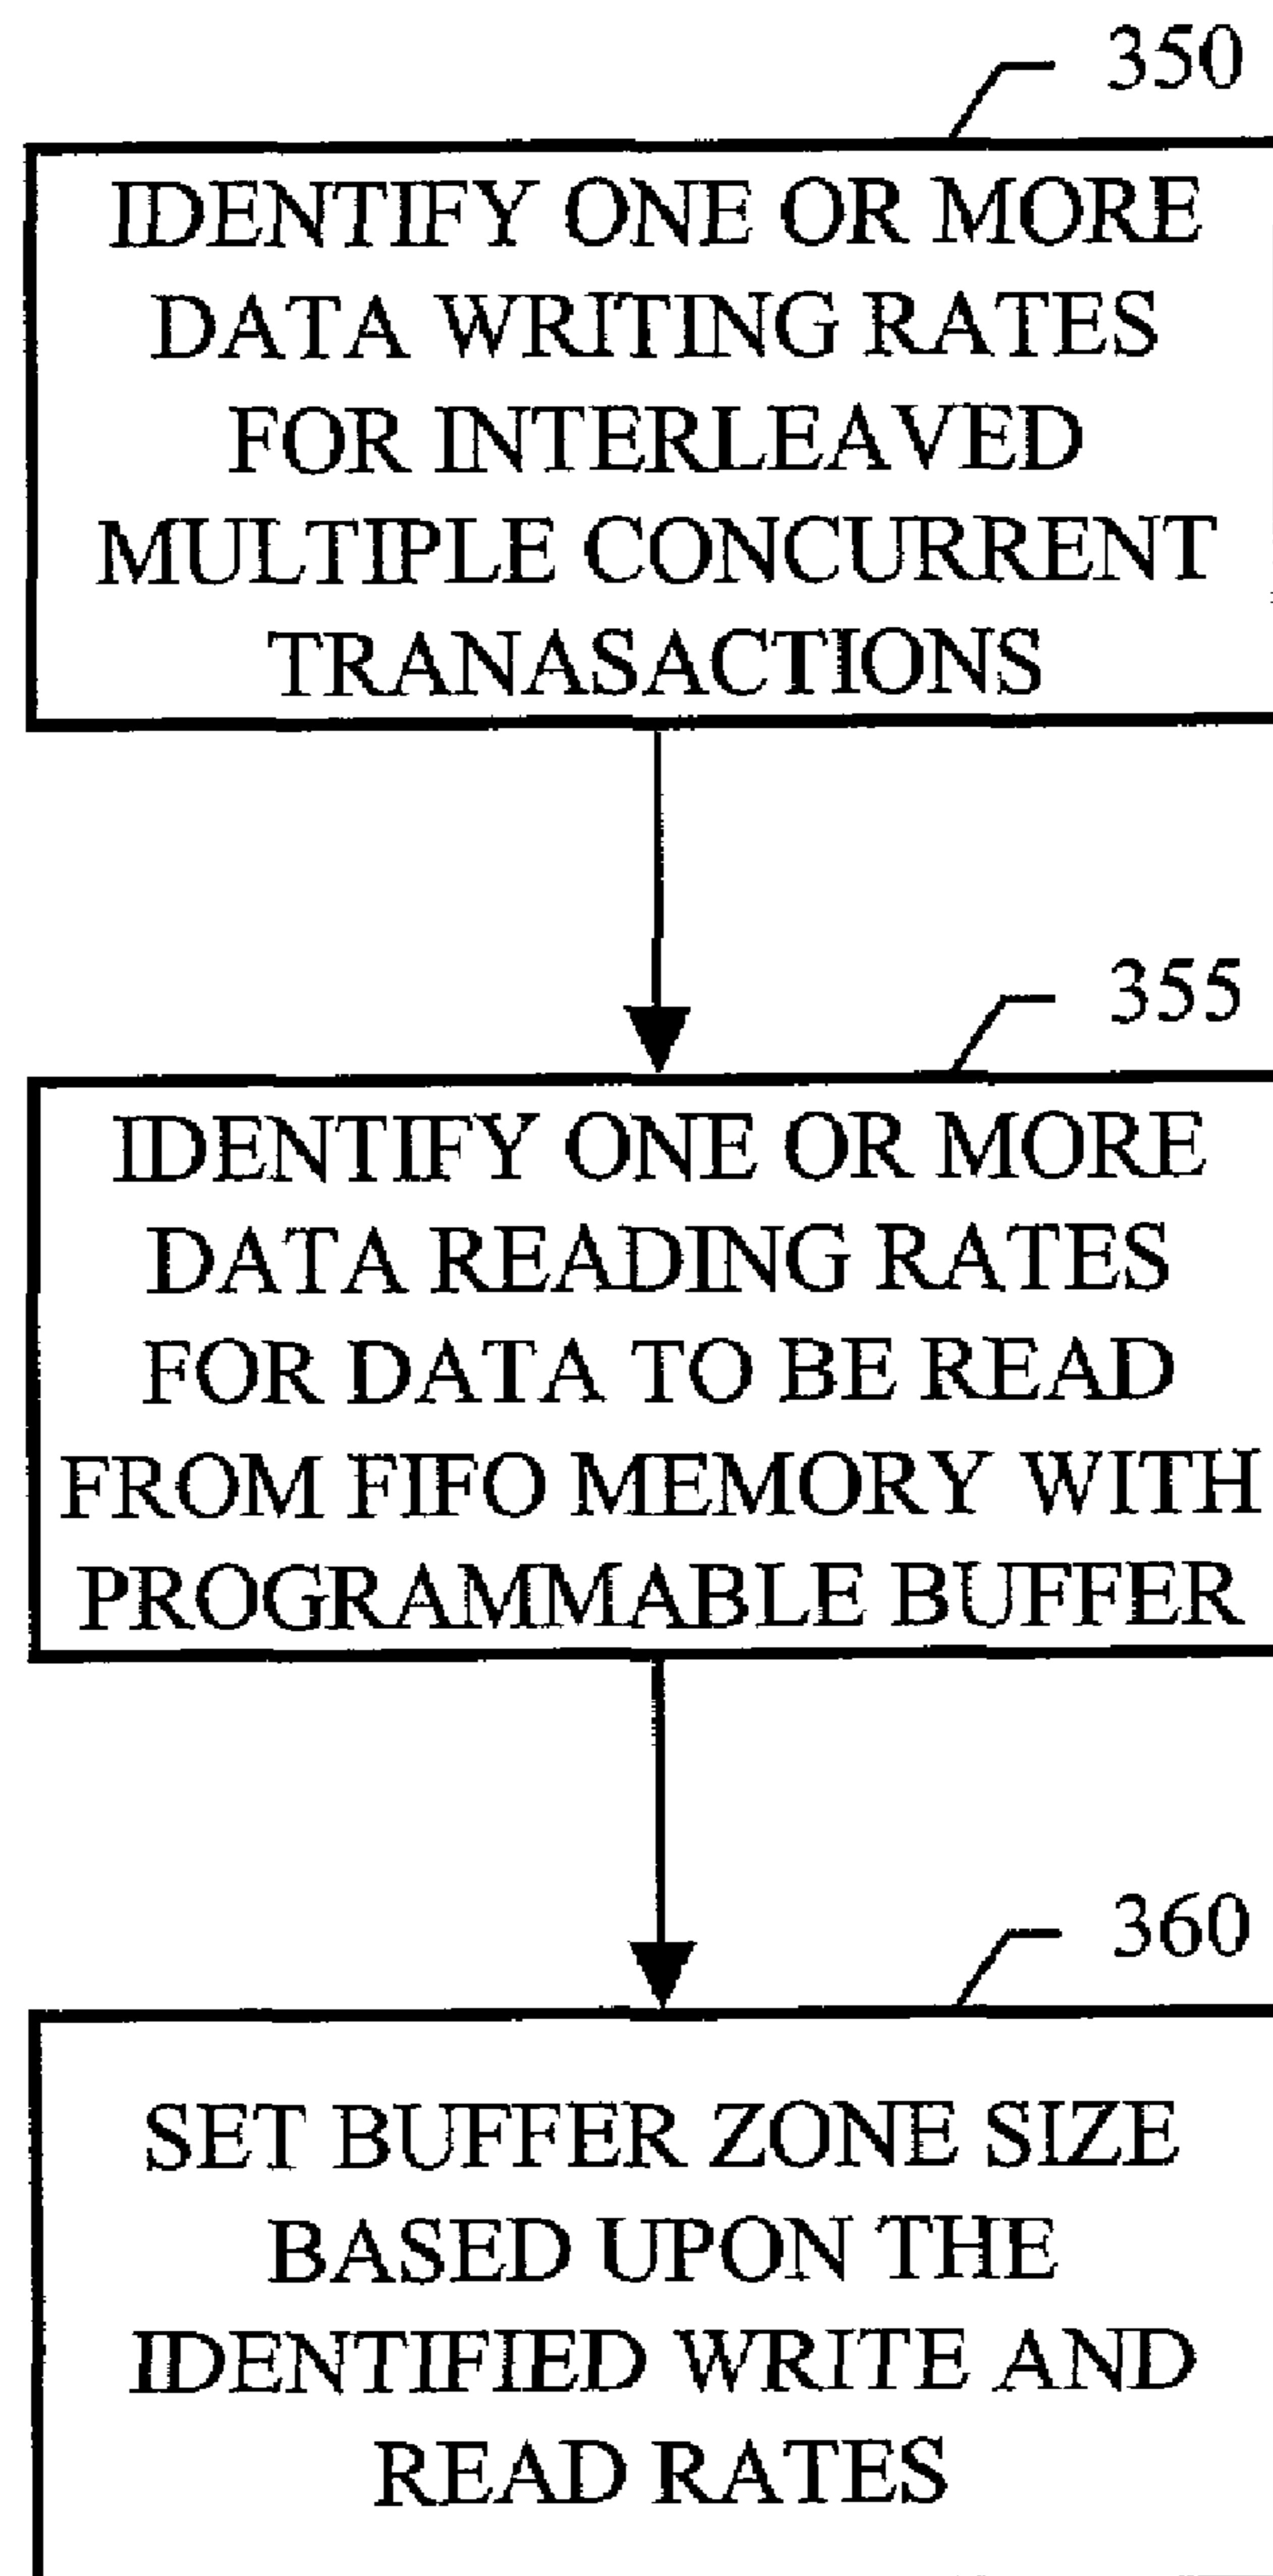 350
IDENTIFY ONE OR MORE
DATA WRITING RATES
FOR INTERLEAVED
MULTIPLE CONCURRENT
TRANASACTIONS
355
IDENTIFY ONE OR MORE
DATA READING RATES
FOR DATA TO BE READ
FROM FIFO MEMORY WITH
PROGRAMMABLE BUFFER
360
SET BUFFER ZONE SIZE
BASED UPON THE
IDENTIFIED WRITE AND
READ RATES